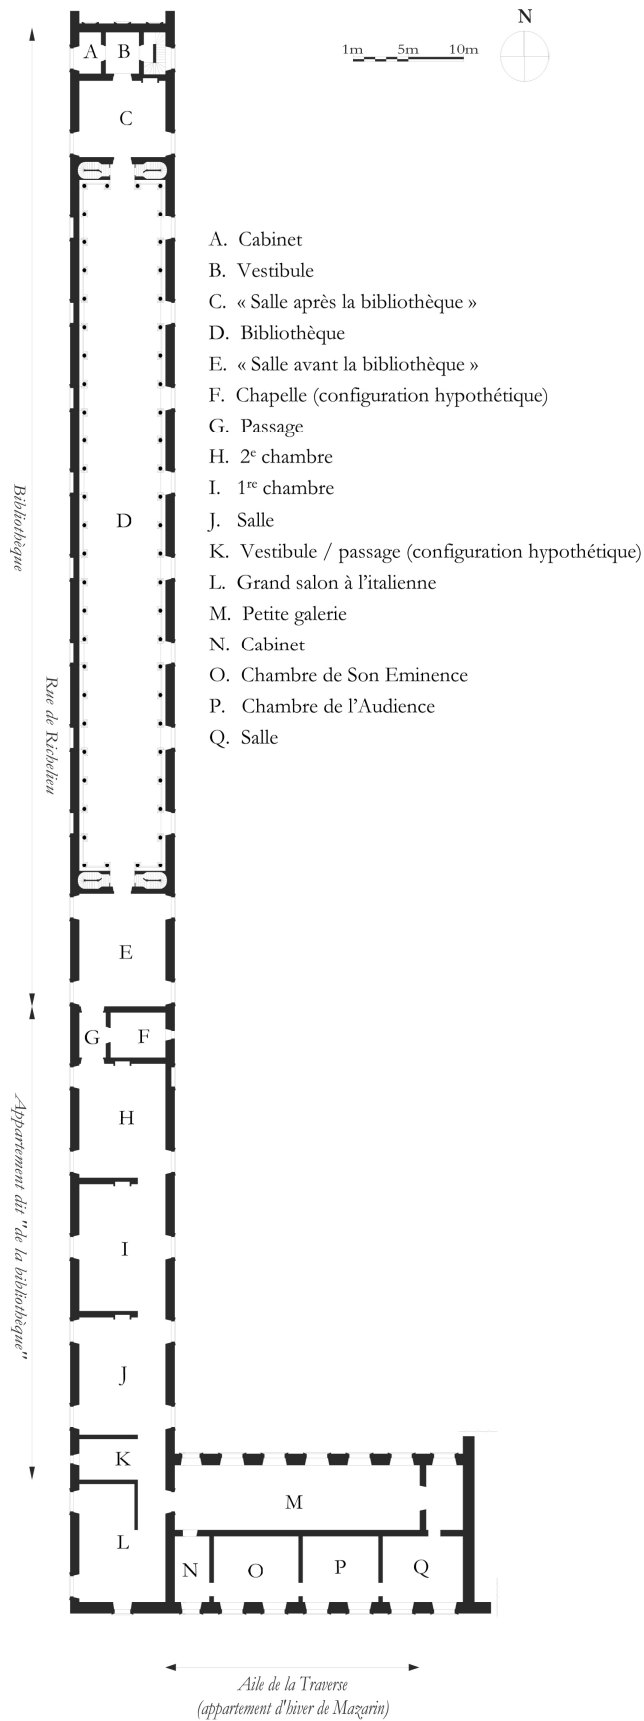 N
1m 5m 10m
A
B
C
A. Cabinet
B. Vestibule
C. « Salle après la bibliothèque »
D. Bibliothèque
E. « Salle avant la bibliothèque »
F. Chapelle (configuration hypothétique)
G. Passage
H. 2e chambre
I. 1re chambre
J. Salle
K. Vestibule / passage (configuration hypothétique)
L. Grand salon à l'italienne
M. Petite galerie
N. Cabinet
O. Chambre de Son Eminence
P. Chambre de l'Audience
Q. Salle
D
Bibliothèque
Rue de Richelieu
E
G
F
H
Appartement dit "de la bibliothèque"
I
J
K
L
M
N
O
P
Q
Aile de la Traverse
(appartement d'hiver de Mazarin)